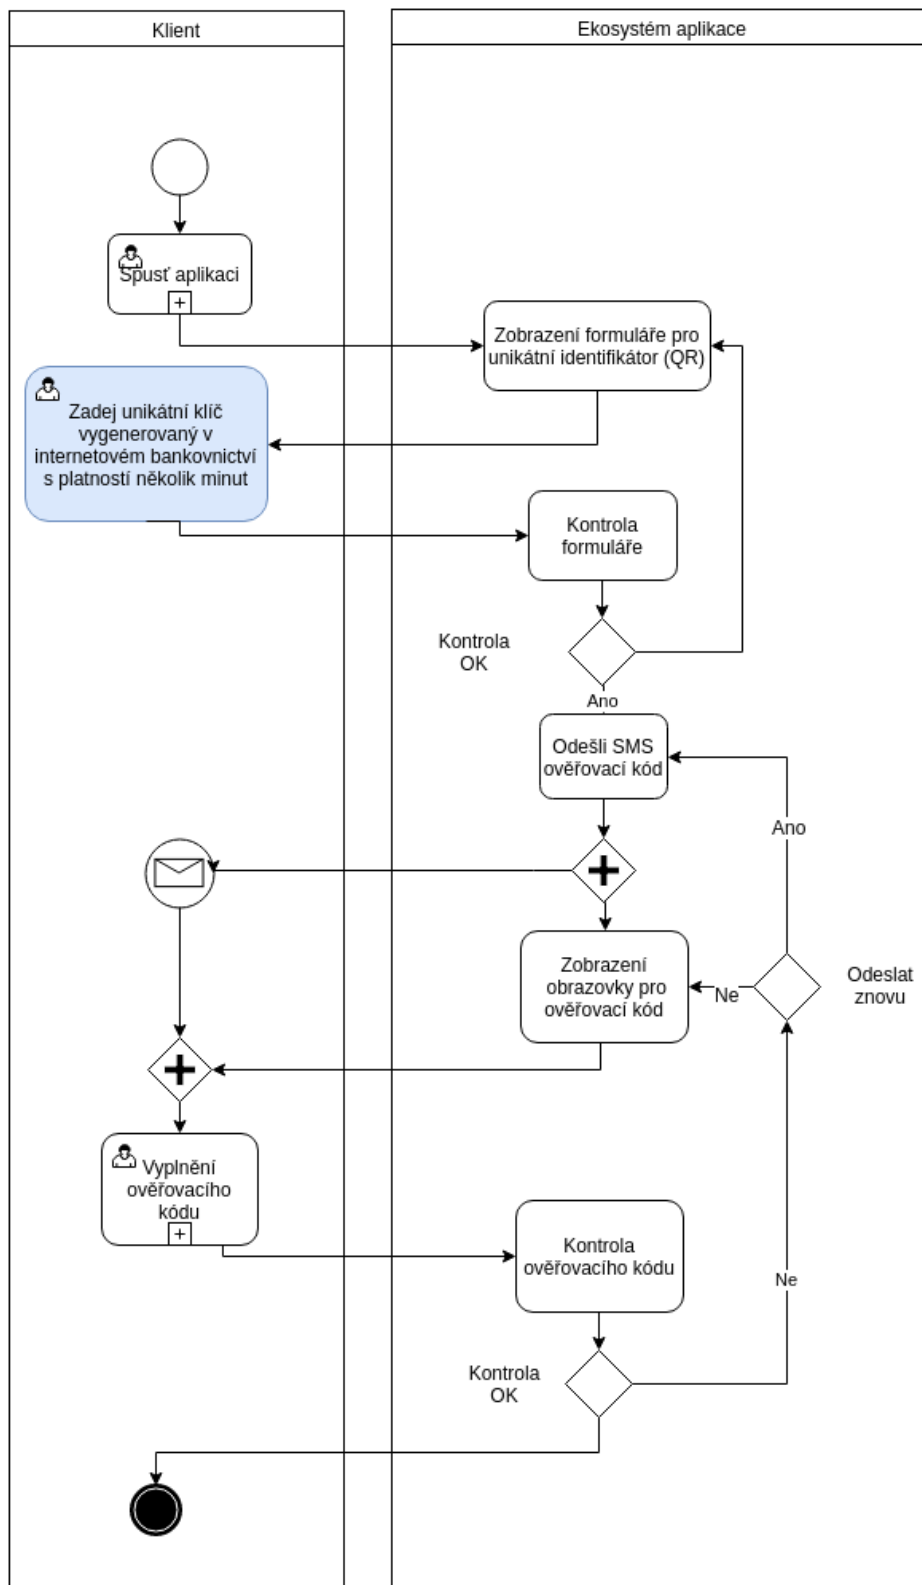 Klient
Ekosystém aplikace
Spusť aplikaci
Zobrazení formuláře pro
unikátní identifikátor (QR)
Zadej unikátní klíč
vygenerovaný v
internetovém bankovnictví
s platností několik minut
Kontrola
formuláře
Kontrola
OK
Ano
Odešli SMS
ověřovací kód
Ano
Zobrazení
obrazovky pro
ověřovací kód
Ne
Odeslat
znovu
Vyplnění
ověřovacího
kódu
Kontrola
ověřovacího kódu
Ne
Kontrola
OK